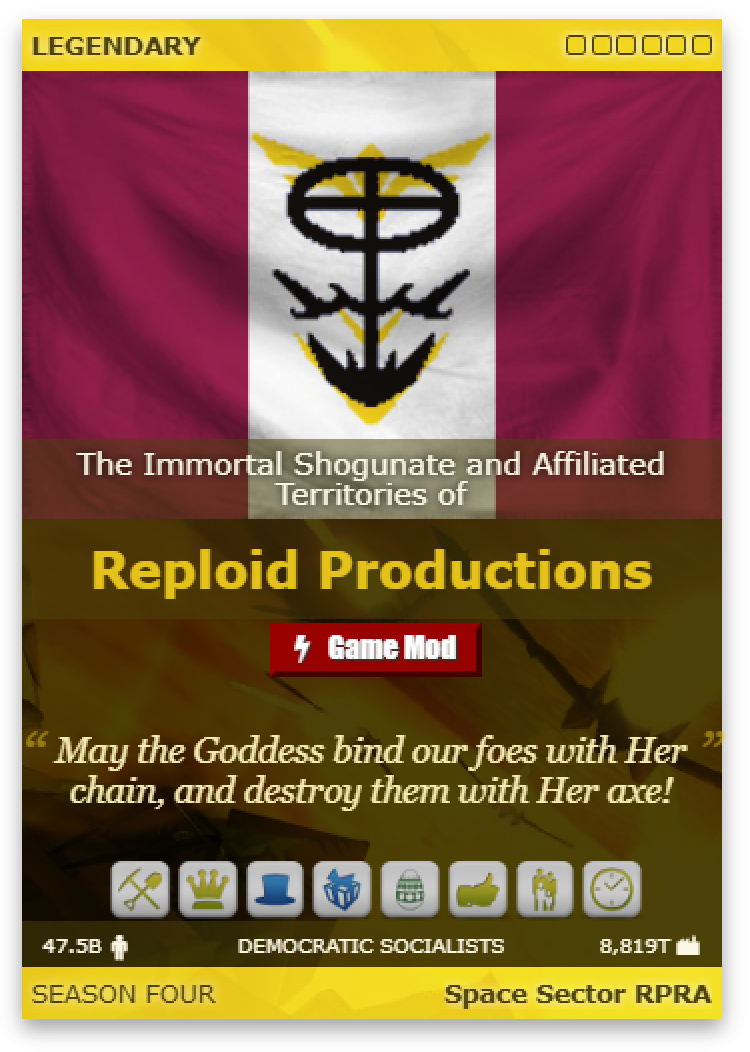 LEGENDARY
The Immortal Shogunate and Affiliated
Territories of
Reploid Productions
Game Mod
“ May the Goddess bind our foes with Her ”
chain, and destroy them with Her axe!
47.5B DEMOCRATIC SOCIALISTS 8,819T
SEASON FOUR Space Sector RPRA